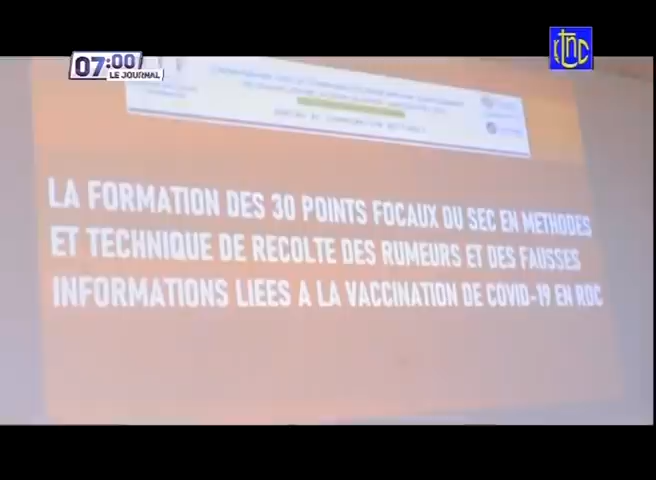 07:00
LE JOURNAL
rtnc
LA FORMATION DES 30 POINTS FOCAUX DU SEC EN METHODES
ET TECHNIQUE DE RECOLTE DES RUMEURS ET DES FAUSSES
INFORMATIONS LIEES A LA VACCINATION DE COVID-19 EN RDC